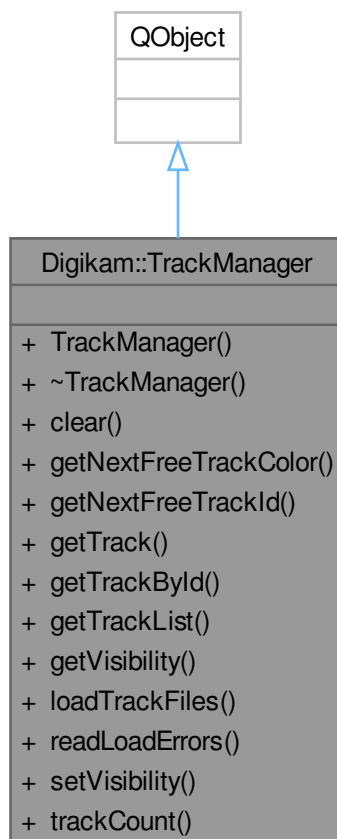 QObject
Digikam::TrackManager
+ TrackManager()
+ ~TrackManager()
+ clear()
+ getNextFreeTrackColor()
+ getNextFreeTrackId()
+ getTrack()
+ getTrackById()
+ getTrackList()
+ getVisibility()
+ loadTrackFiles()
+ readLoadErrors()
+ setVisibility()
+ trackCount()